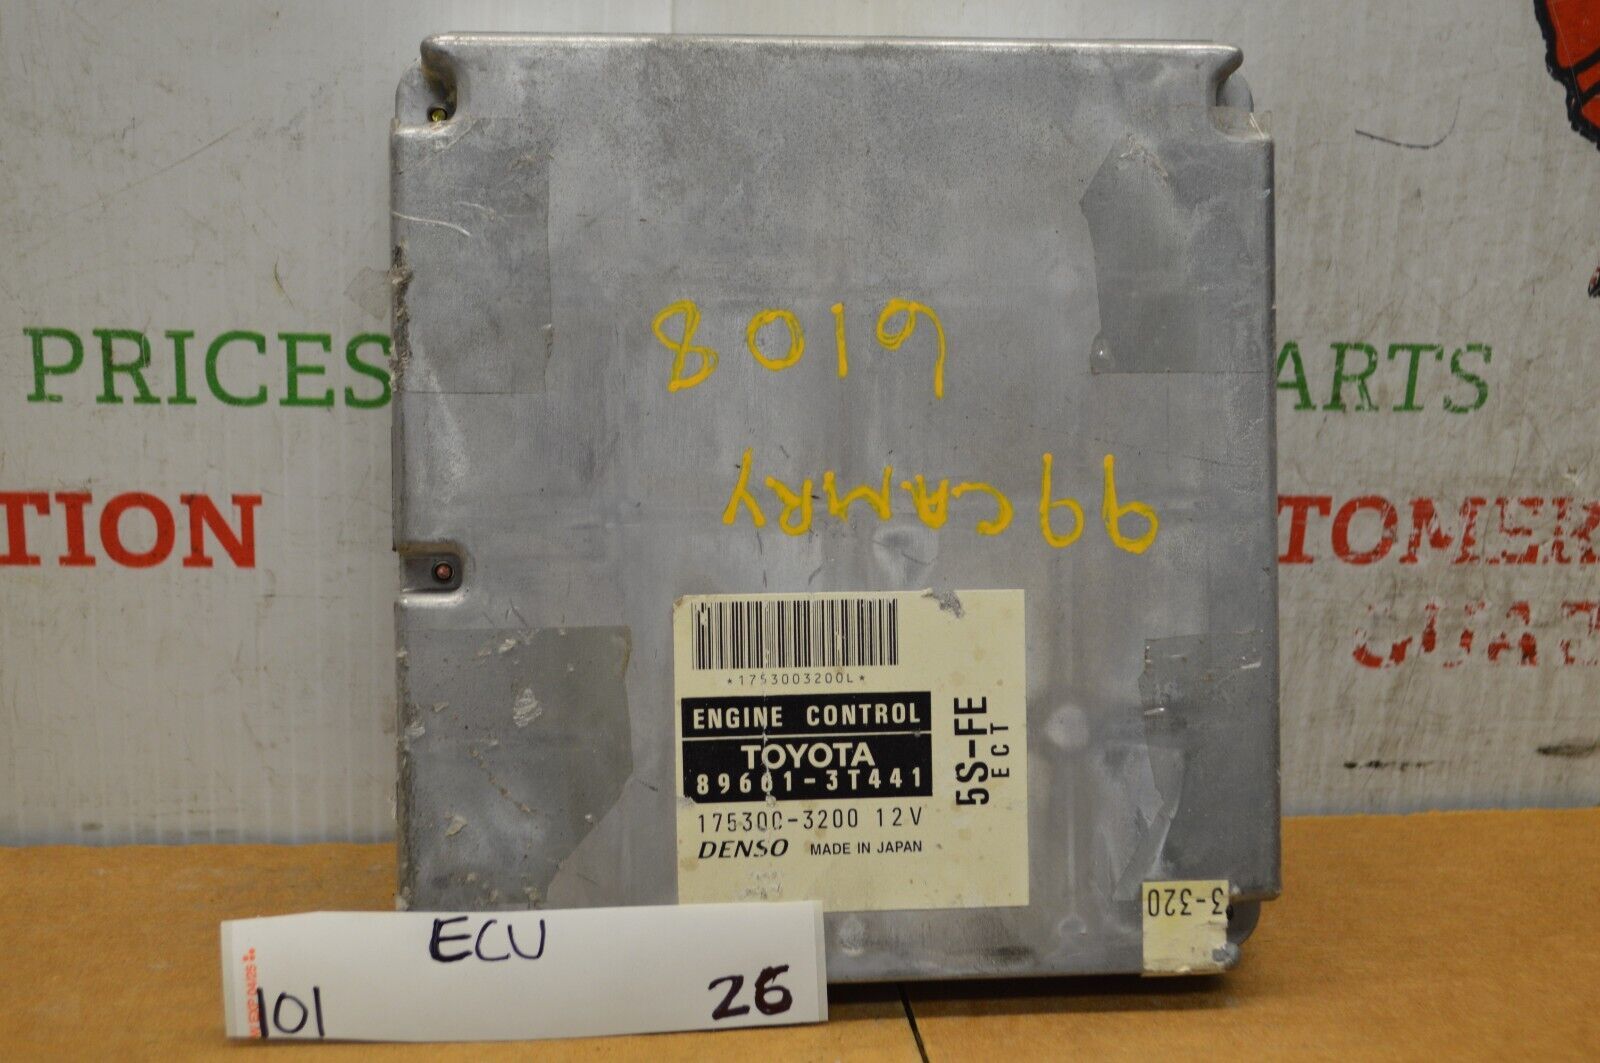 PRICES
ARTS
TION
TOMER
GUAR
6108
99 CAMRY
*1753003200L*
ENGINE CONTROL
TOYOTA
89661-3T441
175300-3200 12V
DENSO MADE IN JAPAN
5S-FE
ECT
3-320
ECU
101
26